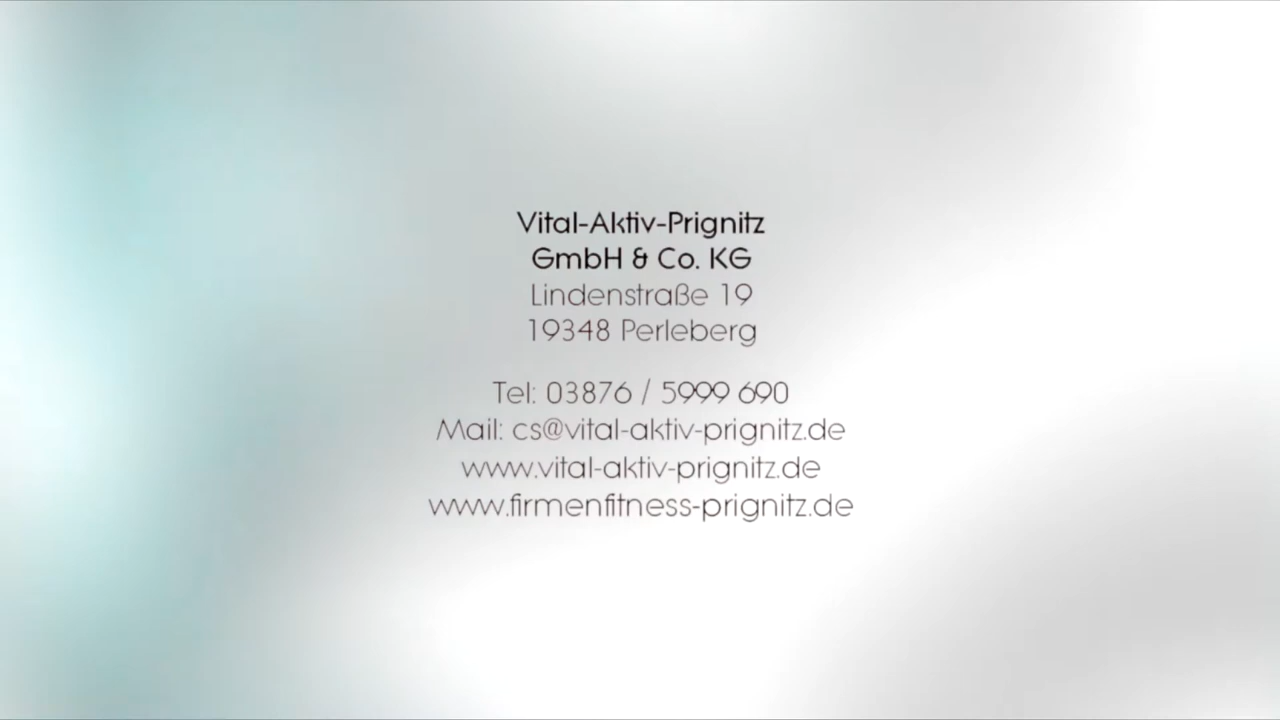 Vital-Aktiv-Prignitz
GmbH & Co. KG
Lindenstraße 19
19348 Perleberg
Tel: 03876 / 5999 690
Mail: cs@vital-aktiv-prignitz.de
www.vital-aktiv-prignitz.de
www.firmenfitness-prignitz.de